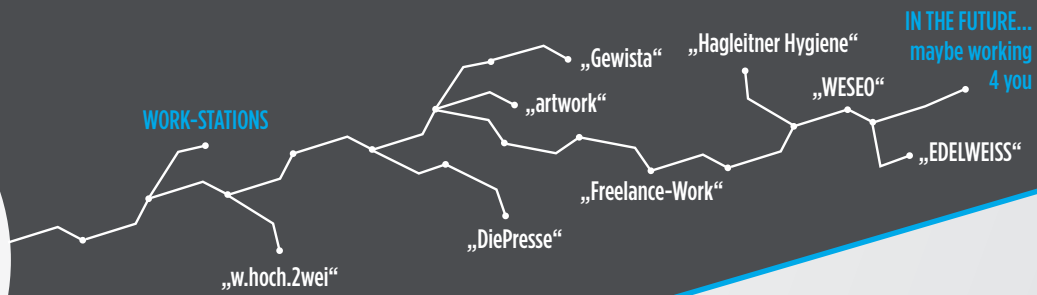 WORK-STATIONS
„w.hoch.2wei“
„DiePresse“
„Gewista“
„artwork“
„Freelance-Work“
„Hagleitner Hygiene“
„WESEO“
„EDELWEISS“
IN THE FUTURE...
maybe working
4 you